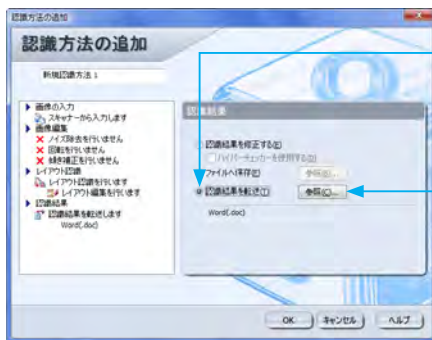 認識方法の追加
認識方法の追加
新規認識方法 1
画像の入力
スキャナーから入力します
画像編集
ノイズ除去を行いません
回転を行いません
傾き補正を行いません
レイアウト認識
レイアウト認識を行います
レイアウト編集を行います
認識結果
認識結果を転送します
Word(.doc)
認識結果
認識結果を修正する(E)
ハイパーチェッカーを使用する(U)
ファイルへ保存(F)
参照(G)...
認識結果を転送(T)
参照(C)...
Word(.doc)
OK
キャンセル
ヘルプ